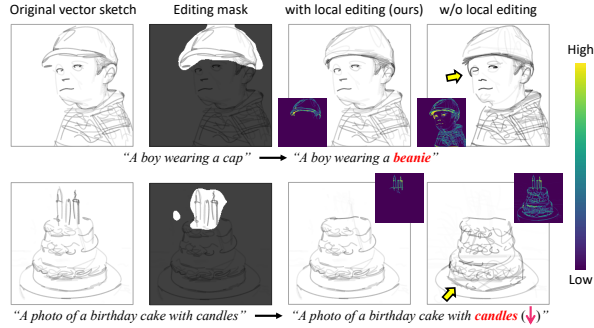 Original vector sketch Editing mask with local editing (ours) w/o local editing
High
"A boy wearing a cap" "A boy wearing a beanie"
Low
"A photo of a birthday cake with candles" "A photo of a birthday cake with candles (↓)"